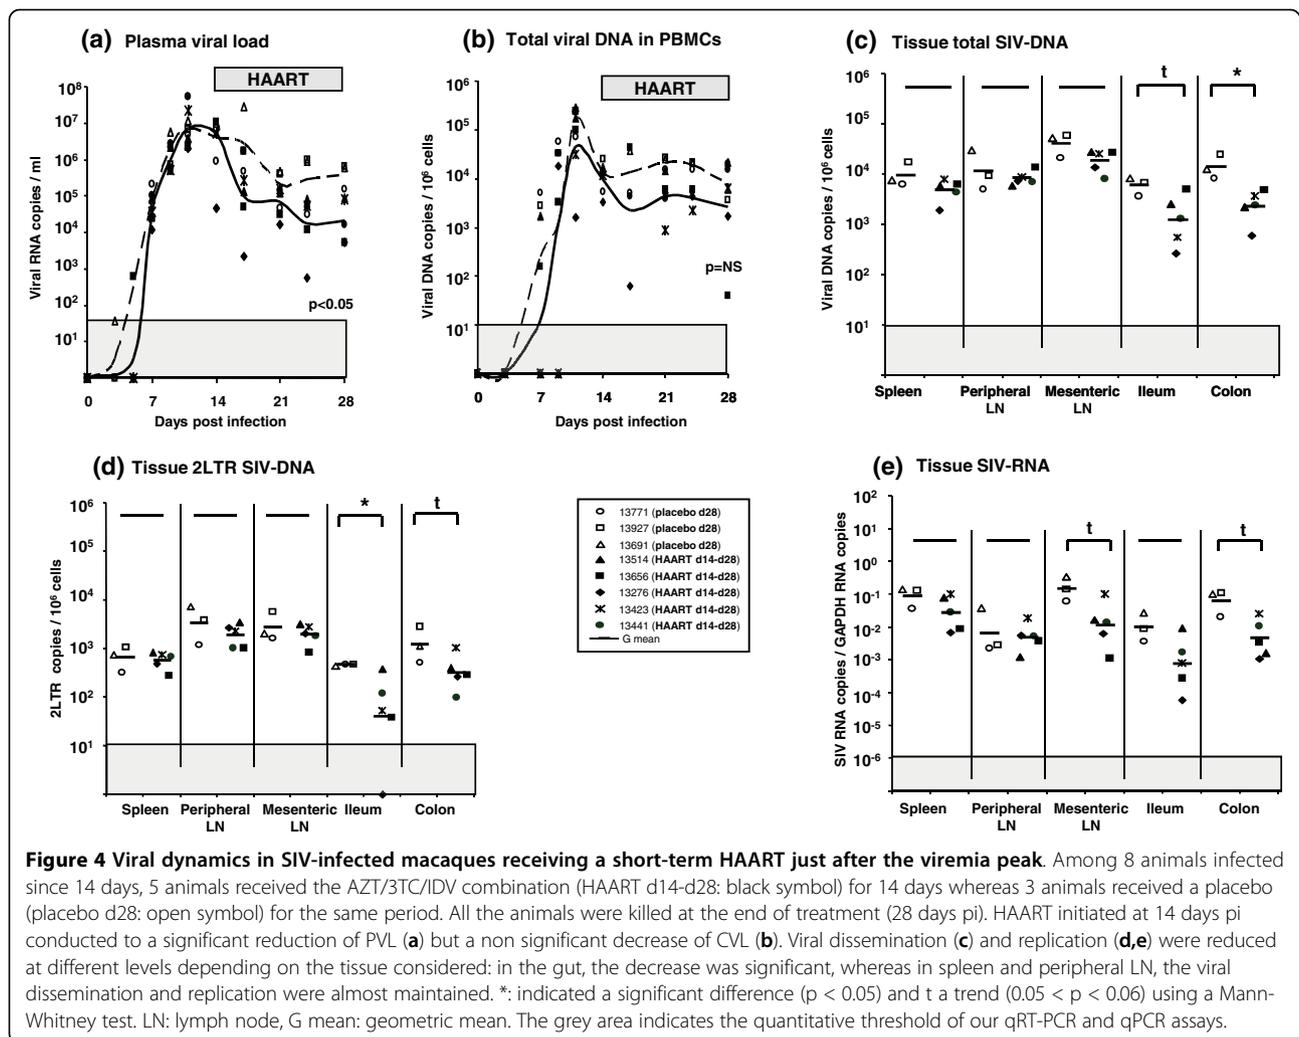 (a) Plasma viral load
HAART
10⁸
10⁷
10⁶
10⁵
10⁴
10³
10²
10¹
Viral RNA copies / ml
p<0.05
0 7 14 21 28
Days post infection
(b) Total viral DNA in PBMCs
HAART
10⁶
10⁵
10⁴
10³
10²
10¹
Viral DNA copies / 10⁶ cells
p=NS
0 7 14 21 28
Days post infection
(c) Tissue total SIV-DNA
t *
10⁶
10⁵
10⁴
10³
10²
10¹
Viral DNA copies / 10⁶ cells
Spleen Peripheral Mesenteric Ileum Colon
LN LN
(d) Tissue 2LTR SIV-DNA
* t
10⁶
10⁵
10⁴
10³
10²
10¹
2LTR copies / 10⁶ cells
Spleen Peripheral Mesenteric Ileum Colon
LN LN
13771 (placebo d28)
13927 (placebo d28)
13691 (placebo d28)
13514 (HAART d14-d28)
13656 (HAART d14-d28)
13276 (HAART d14-d28)
13423 (HAART d14-d28)
13441 (HAART d14-d28)
G mean
(e) Tissue SIV-RNA
t t
10²
10¹
10⁰
10⁻¹
10⁻²
10⁻³
10⁻⁴
10⁻⁵
10⁻⁶
SIV RNA copies / GAPDH RNA copies
Spleen Peripheral Mesenteric Ileum Colon
LN LN
Figure 4 Viral dynamics in SIV-infected macaques receiving a short-term HAART just after the viremia peak. Among 8 animals infected
since 14 days, 5 animals received the AZT/3TC/IDV combination (HAART d14-d28: black symbol) for 14 days whereas 3 animals received a placebo
(placebo d28: open symbol) for the same period. All the animals were killed at the end of treatment (28 days pi). HAART initiated at 14 days pi
conducted to a significant reduction of PVL (a) but a non significant decrease of CVL (b). Viral dissemination (c) and replication (d,e) were reduced
at different levels depending on the tissue considered: in the gut, the decrease was significant, whereas in spleen and peripheral LN, the viral
dissemination and replication were almost maintained. *: indicated a significant difference (p < 0.05) and t a trend (0.05 < p < 0.06) using a Mann-
Whitney test. LN: lymph node, G mean: geometric mean. The grey area indicates the quantitative threshold of our qRT-PCR and qPCR assays.